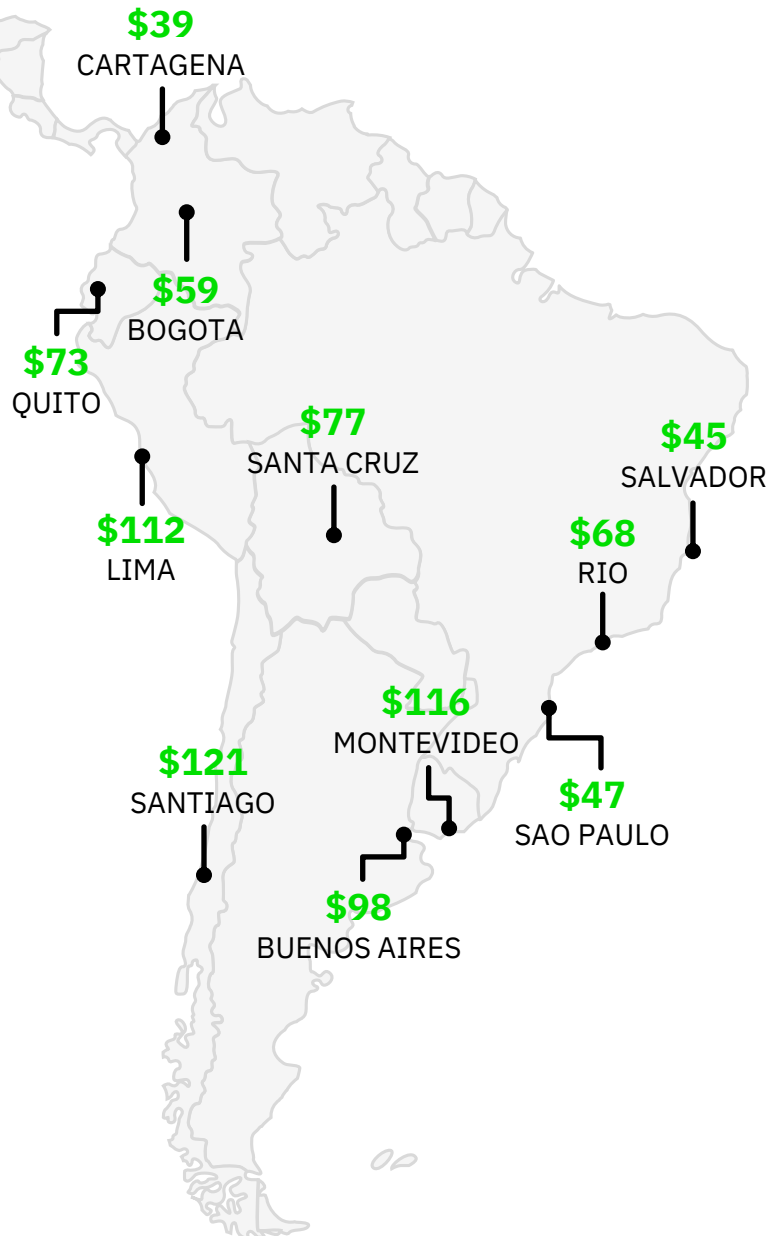 $39
CARTAGENA
$59
BOGOTA
$73
QUITO
$77
SANTA CRUZ
$45
SALVADOR
$112
LIMA
$68
RIO
$116
MONTEVIDEO
$121
SANTIAGO
$47
SAO PAULO
$98
BUENOS AIRES